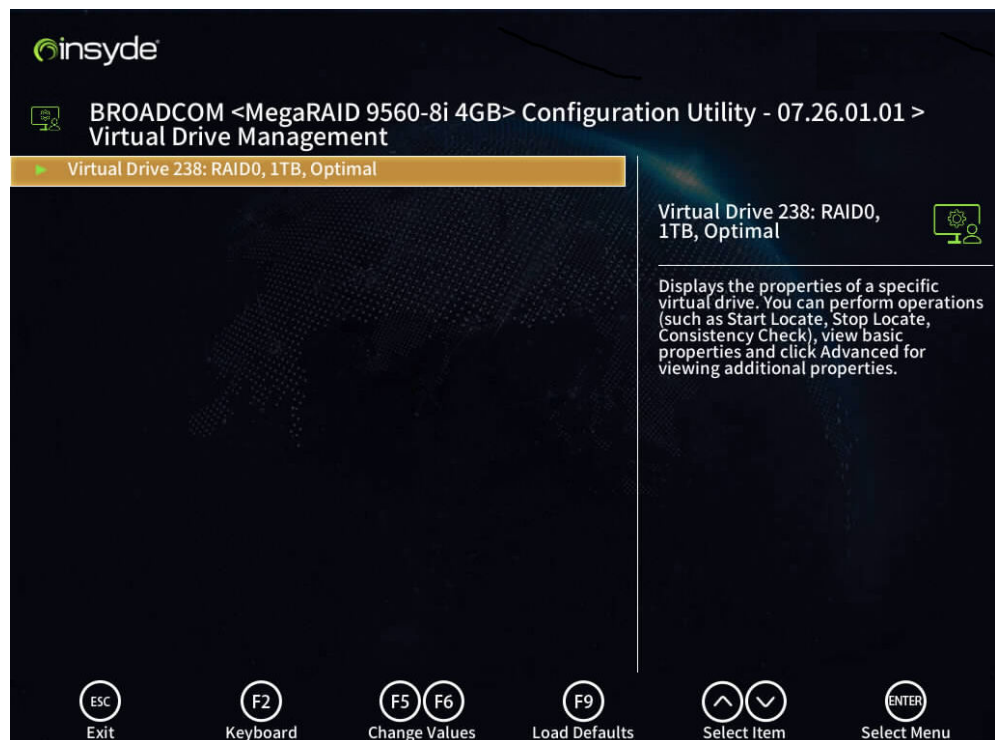 insyde
BROADCOM <MegaRAID 9560-8i 4GB> Configuration Utility - 07.26.01.01 >
Virtual Drive Management
Virtual Drive 238: RAID0, 1TB, Optimal
Virtual Drive 238: RAID0,
1TB, Optimal
Displays the properties of a specific
virtual drive. You can perform operations
(such as Start Locate, Stop Locate,
Consistency Check), view basic
properties and click Advanced for
viewing additional properties.
ESC F2 F5 F6 F9 ENTER
Exit Keyboard Change Values Load Defaults Select Item Select Menu